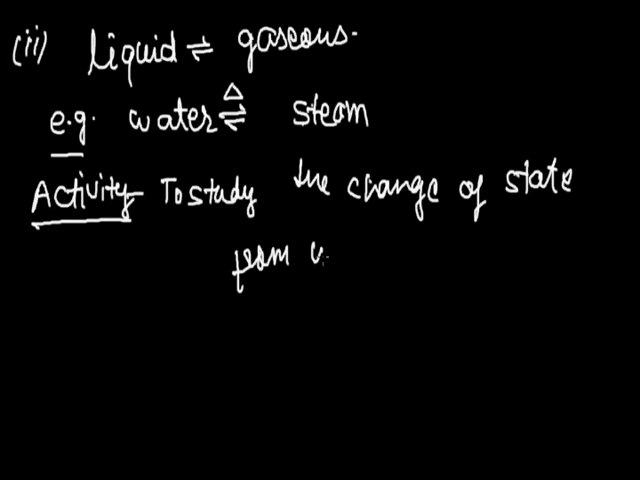 (ii) Liquid ⇌ gaseous.
e.g. water ⇌ Δ steam
Activity To study the change of state
from